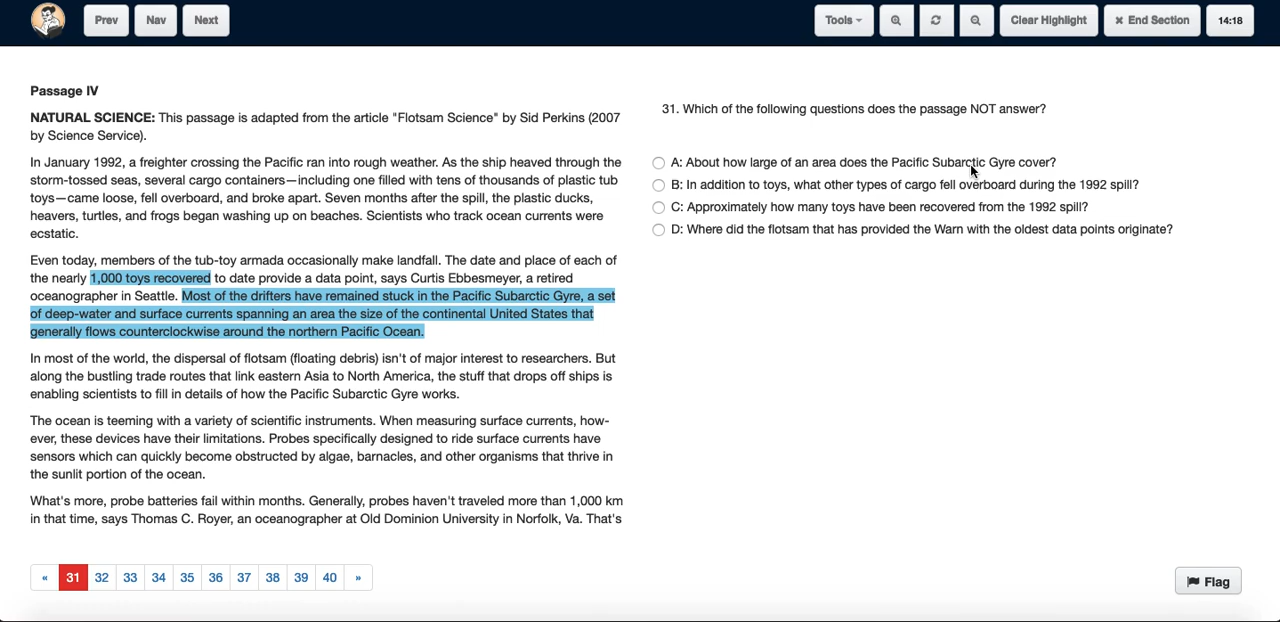 Prev Nav Next Tools Clear Highlight End Section 14:18
Passage IV
NATURAL SCIENCE: This passage is adapted from the article "Flotsam Science" by Sid Perkins (2007
by Science Service).
In January 1992, a freighter crossing the Pacific ran into rough weather. As the ship heaved through the
storm-tossed seas, several cargo containers—including one filled with tens of thousands of plastic tub
toys—came loose, fell overboard, and broke apart. Seven months after the spill, the plastic ducks,
heavers, turtles, and frogs began washing up on beaches. Scientists who track ocean currents were
ecstatic.
Even today, members of the tub-toy armada occasionally make landfall. The date and place of each of
the nearly 1,000 toys recovered to date provide a data point, says Curtis Ebbesmeyer, a retired
oceanographer in Seattle. Most of the drifters have remained stuck in the Pacific Subarctic Gyre, a set
of deep-water and surface currents spanning an area the size of the continental United States that
generally flows counterclockwise around the northern Pacific Ocean.
In most of the world, the dispersal of flotsam (floating debris) isn't of major interest to researchers. But
along the bustling trade routes that link eastern Asia to North America, the stuff that drops off ships is
enabling scientists to fill in details of how the Pacific Subarctic Gyre works.
The ocean is teeming with a variety of scientific instruments. When measuring surface currents, how-
ever, these devices have their limitations. Probes specifically designed to ride surface currents have
sensors which can quickly become obstructed by algae, barnacles, and other organisms that thrive in
the sunlit portion of the ocean.
What's more, probe batteries fail within months. Generally, probes haven't traveled more than 1,000 km
in that time, says Thomas C. Royer, an oceanographer at Old Dominion University in Norfolk, Va. That's
31. Which of the following questions does the passage NOT answer?
A: About how large of an area does the Pacific Subarctic Gyre cover?
B: In addition to toys, what other types of cargo fell overboard during the 1992 spill?
C: Approximately how many toys have been recovered from the 1992 spill?
D: Where did the flotsam that has provided the Warn with the oldest data points originate?
« 31 32 33 34 35 36 37 38 39 40 »
Flag